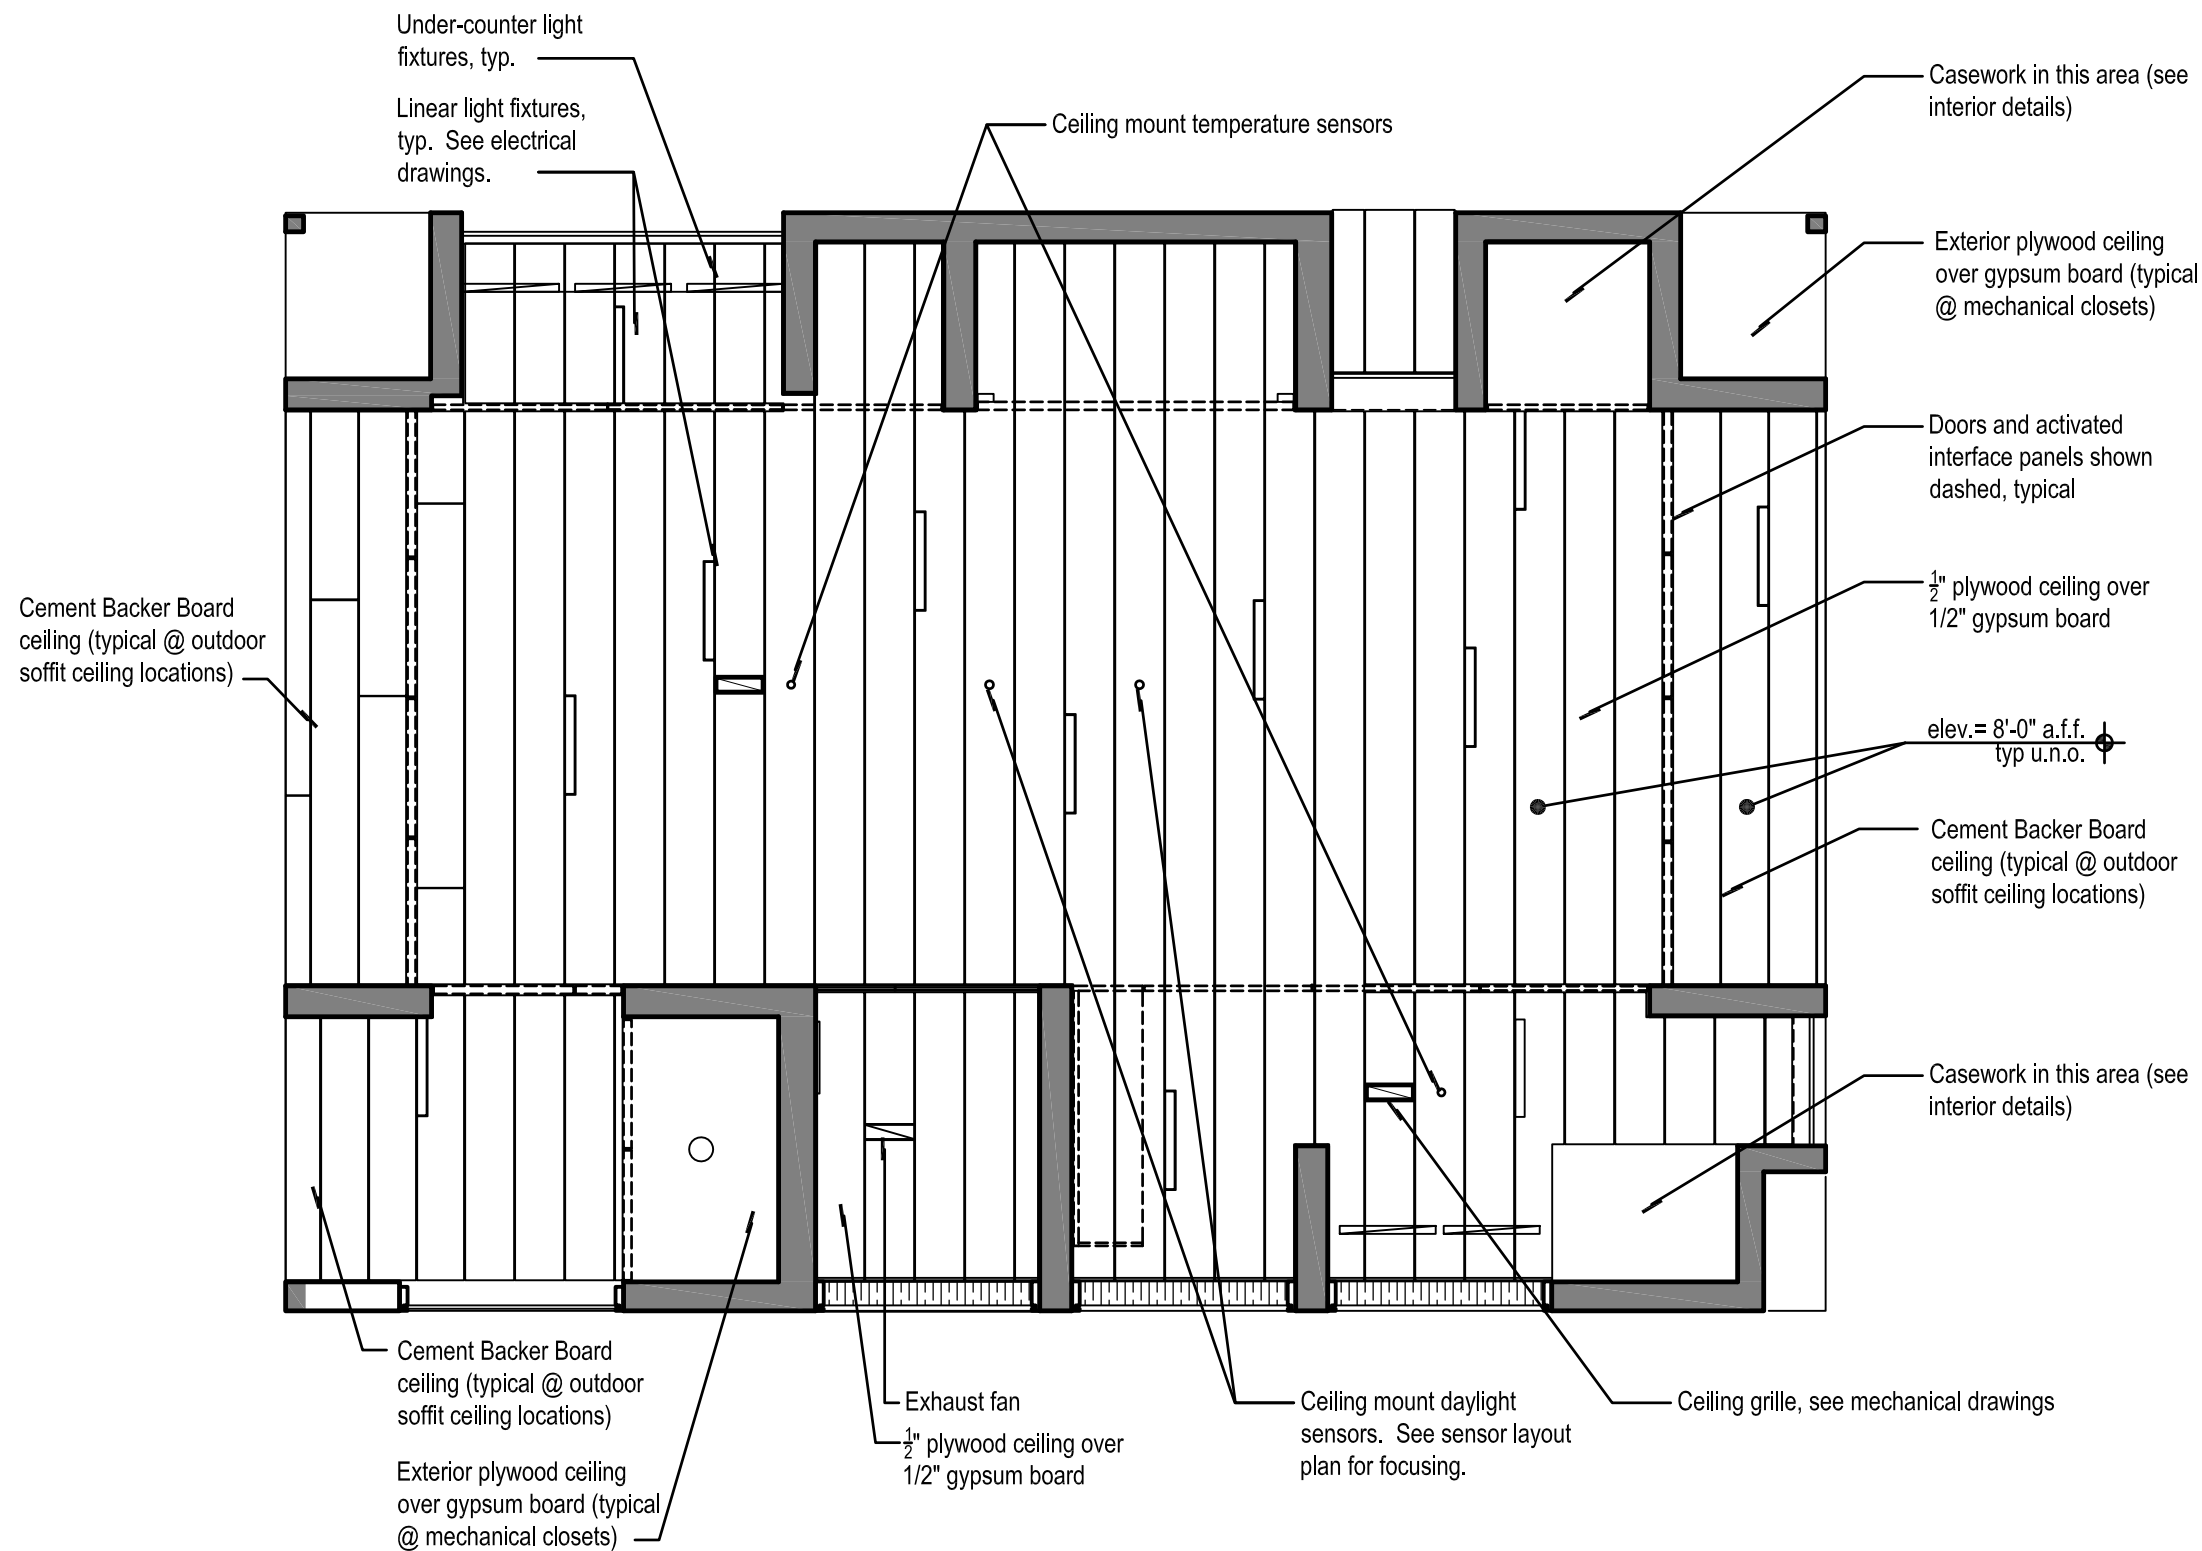 Under-counter light
fixtures, typ.
Linear light fixtures,
typ.  See electrical
drawings.
Ceiling mount temperature sensors
Casework in this area (see
interior details)
Exterior plywood ceiling
over gypsum board (typical
@ mechanical closets)
Doors and activated
interface panels shown
dashed, typical
½" plywood ceiling over
1/2" gypsum board
Cement Backer Board
ceiling (typical @ outdoor
soffit ceiling locations)
elev.= 8'-0" a.f.f.
typ u.n.o.
Cement Backer Board
ceiling (typical @ outdoor
soffit ceiling locations)
Casework in this area (see
interior details)
Cement Backer Board
ceiling (typical @ outdoor
soffit ceiling locations)
Exterior plywood ceiling
over gypsum board (typical
@ mechanical closets)
Exhaust fan
½" plywood ceiling over
1/2" gypsum board
Ceiling mount daylight
sensors.  See sensor layout
plan for focusing.
Ceiling grille, see mechanical drawings